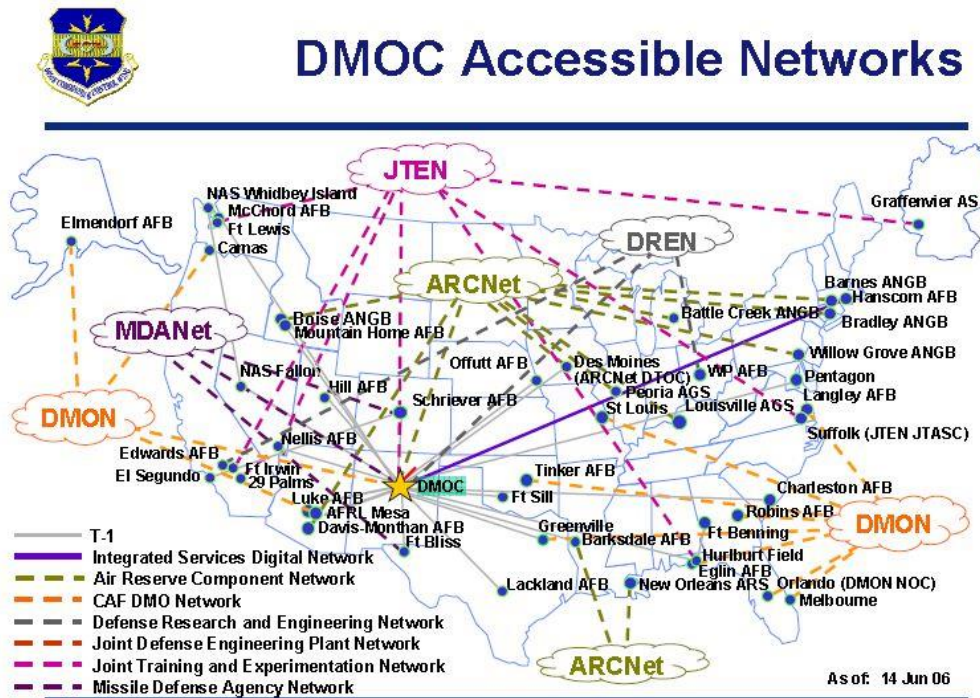 DMOC Accessible Networks
JTEN
NAS Whidbey Island
McChord AFB
Ft Lewis
Camas
Elmendorf AFB
Graffenvier AS
DREN
ARCNet
Barnes ANGB
Hanscom AFB
Bradley ANGB
Battle Creek ANGB
Boise ANGB
Mountain Home AFB
MDANet
Willow Grove ANGB
Offutt AFB
Des Moines
(ARCNet DTOC)
WP AFB
Pentagon
NAS Fallon
Hill AFB
Schriever AFB
Peoria AGS
St Louis
Louisville AGS
Langley AFB
Suffolk (JTEN JTASC)
DMON
Nellis AFB
Edwards AFB
El Segundo
Ft Irwin
29 Palms
DMOC
Tinker AFB
Ft Sill
Charleston AFB
Robins AFB
Luke AFB
AFRL Mesa
Davis-Monthan AFB
Ft Bliss
Greenville
Barksdale AFB
Ft Benning
DMON
Hurlburt Field
Eglin AFB
Lackland AFB
New Orleans ARS
Orlando (DMON NOC)
Melbourne
ARCNet
T-1
Integrated Services Digital Network
Air Reserve Component Network
CAF DMO Network
Defense Research and Engineering Network
Joint Defense Engineering Plant Network
Joint Training and Experimentation Network
Missile Defense Agency Network
As of: 14 Jun 06